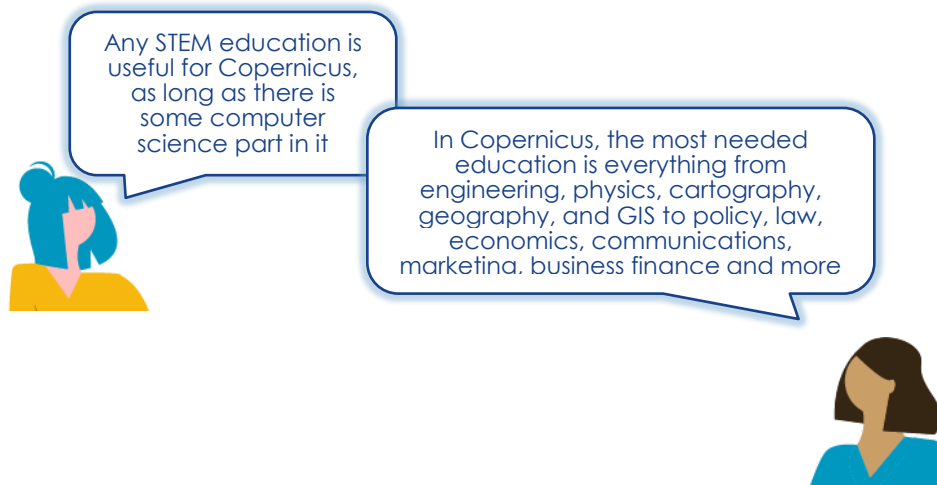 Any STEM education is
useful for Copernicus,
as long as there is
some computer
science part in it
In Copernicus, the most needed
education is everything from
engineering, physics, cartography,
geography, and GIS to policy, law,
economics, communications,
marketing, business finance and more